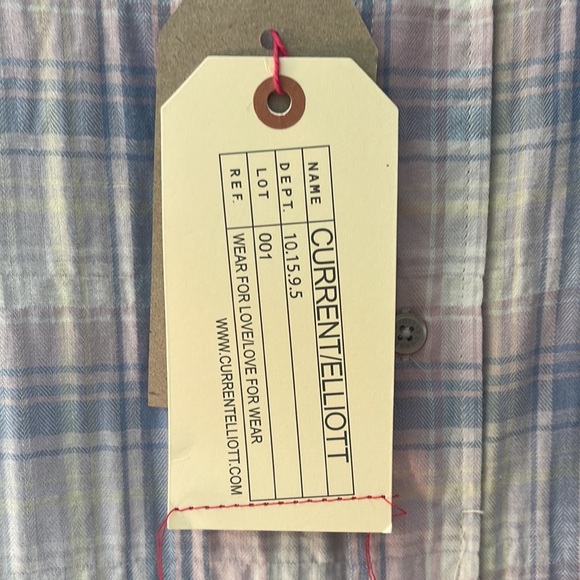 NAME CURRENT/ELLIOTT
DEPT. 10.15.9.5
LOT 001
REF. WEAR FOR LOVE/LOVE FOR WEAR
WWW.CURRENTELLIOTT.COM